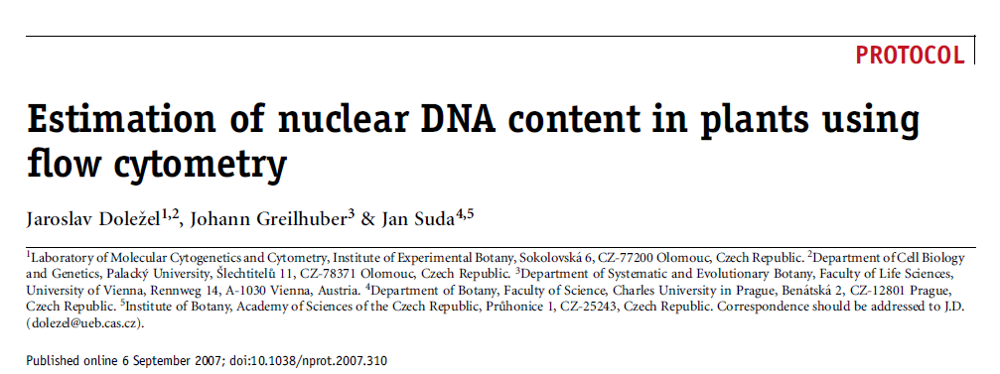 PROTOCOL
Estimation of nuclear DNA content in plants using
flow cytometry
Jaroslav Doležel1,2, Johann Greilhuber3 & Jan Suda4,5
1Laboratory of Molecular Cytogenetics and Cytometry, Institute of Experimental Botany, Sokolovská 6, CZ-77200 Olomouc, Czech Republic. 2Department of Cell Biology
and Genetics, Palacký University, Šlechtitelů 11, CZ-78371 Olomouc, Czech Republic. 3Department of Systematic and Evolutionary Botany, Faculty of Life Sciences,
University of Vienna, Rennweg 14, A-1030 Vienna, Austria. 4Department of Botany, Faculty of Science, Charles University in Prague, Benátská 2, CZ-12801 Prague,
Czech Republic. 5Institute of Botany, Academy of Sciences of the Czech Republic, Průhonice 1, CZ-25243, Czech Republic. Correspondence should be addressed to J.D.
(dolezel@ueb.cas.cz).
Published online 6 September 2007; doi:10.1038/nprot.2007.310